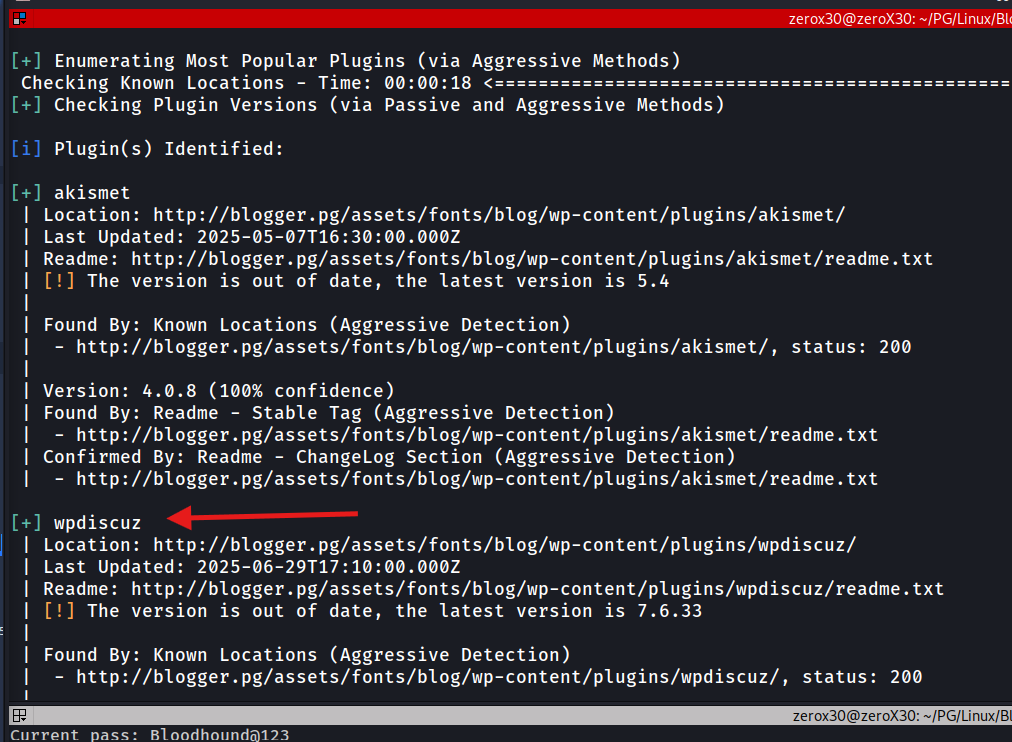 zerox30@zeroX30: ~/PG/Linux/Blo
[+] Enumerating Most Popular Plugins (via Aggressive Methods)
 Checking Known Locations - Time: 00:00:18 <===============================================
[+] Checking Plugin Versions (via Passive and Aggressive Methods)
[i] Plugin(s) Identified:
[+] akismet
 | Location: http://blogger.pg/assets/fonts/blog/wp-content/plugins/akismet/
 | Last Updated: 2025-05-07T16:30:00.000Z
 | Readme: http://blogger.pg/assets/fonts/blog/wp-content/plugins/akismet/readme.txt
 | [!] The version is out of date, the latest version is 5.4
 |
 | Found By: Known Locations (Aggressive Detection)
 |  - http://blogger.pg/assets/fonts/blog/wp-content/plugins/akismet/, status: 200
 |
 | Version: 4.0.8 (100% confidence)
 | Found By: Readme - Stable Tag (Aggressive Detection)
 |  - http://blogger.pg/assets/fonts/blog/wp-content/plugins/akismet/readme.txt
 | Confirmed By: Readme - ChangeLog Section (Aggressive Detection)
 |  - http://blogger.pg/assets/fonts/blog/wp-content/plugins/akismet/readme.txt
[+] wpdiscuz
 | Location: http://blogger.pg/assets/fonts/blog/wp-content/plugins/wpdiscuz/
 | Last Updated: 2025-06-29T17:10:00.000Z
 | Readme: http://blogger.pg/assets/fonts/blog/wp-content/plugins/wpdiscuz/readme.txt
 | [!] The version is out of date, the latest version is 7.6.33
 |
 | Found By: Known Locations (Aggressive Detection)
 |  - http://blogger.pg/assets/fonts/blog/wp-content/plugins/wpdiscuz/, status: 200
 |
zerox30@zeroX30: ~/PG/Linux/Blo
Current pass: Bloodhound@123